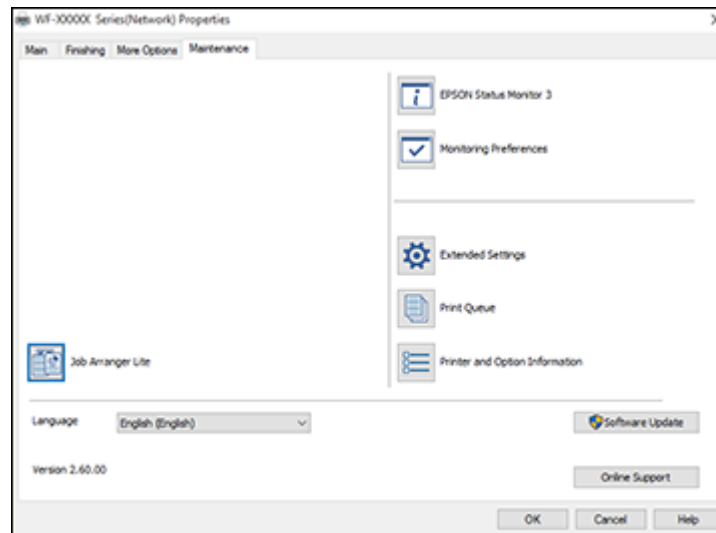 WF-XXXXX Series(Network) Properties
Main Finishing More Options Maintenance
EPSON Status Monitor 3
Monitoring Preferences
Extended Settings
Print Queue
Job Arranger Lite
Printer and Option Information
Language English (English)
Software Update
Version 2.60.00
Online Support
OK Cancel Help